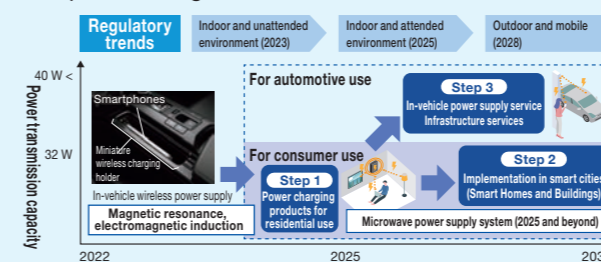 Regulatory
trends
Indoor and unattended
environment (2023)
Indoor and attended
environment (2025)
Outdoor and mobile
(2028)
Power transmission capacity
40 W <
32 W
Smartphones
Miniature
wireless charging
holder
In-vehicle wireless power supply
Magnetic resonance,
electromagnetic induction
For automotive use
Step 3
In-vehicle power supply service
Infrastructure services
For consumer use
Step 1
Power charging
products for
residential use
Step 2
Implementation in smart cities
(Smart Homes and Buildings)
Microwave power supply system (2025 and beyond)
2022
2025